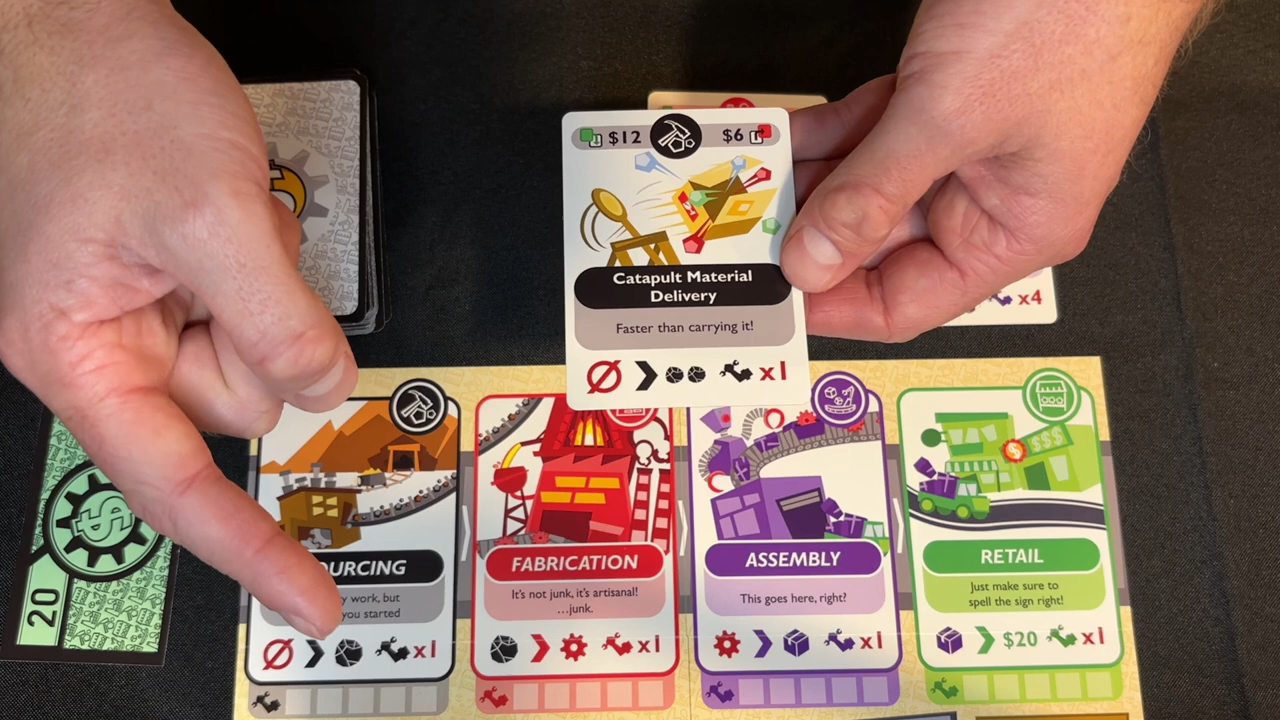 $12 $6
Catapult Material
Delivery
Faster than carrying it!
x1
x4
20
$$$
FABRICATION
It's not junk, it's artisanal!
...junk.
x1
ASSEMBLY
This goes here, right?
x1
RETAIL
Just make sure to
spell the sign right!
$20 x1
work, but
you started
x1